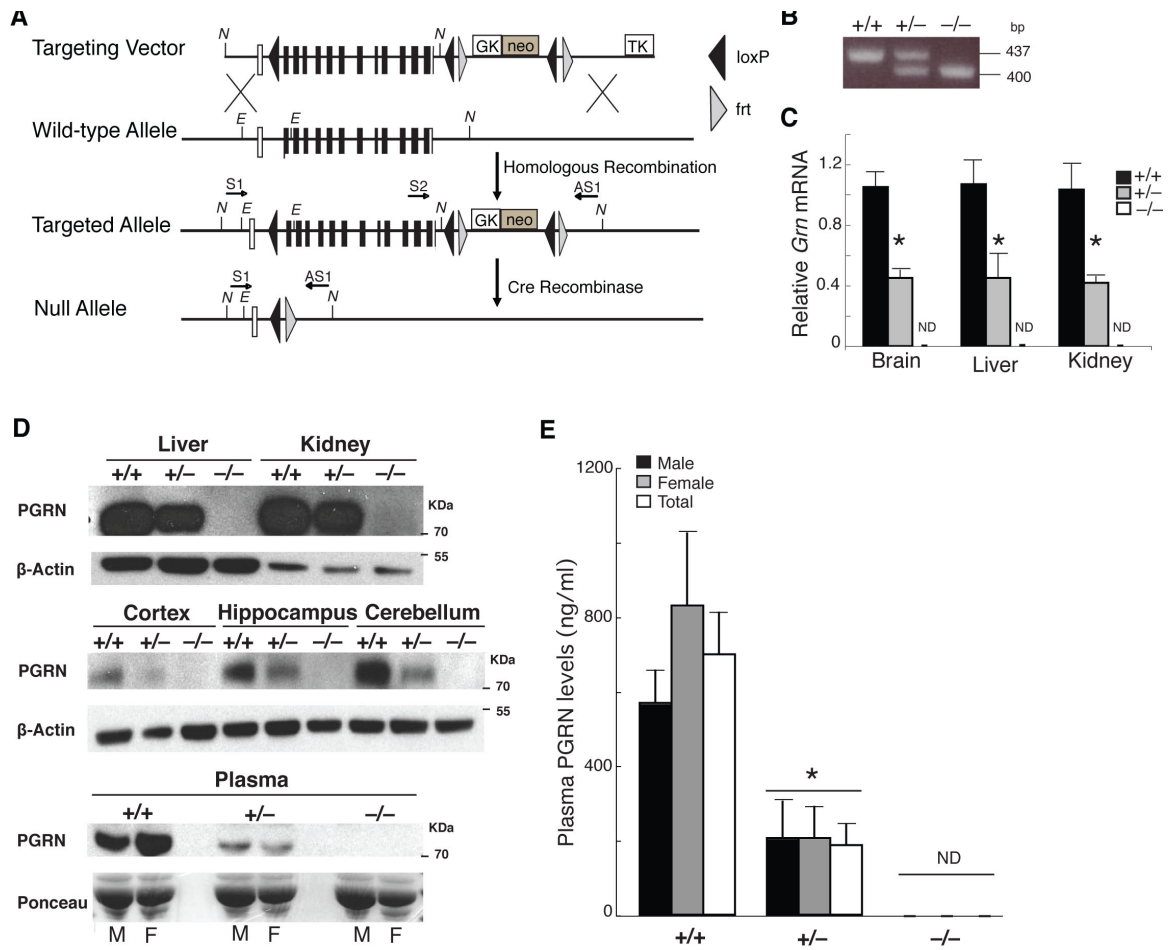 A
Targeting Vector
N
N
GK
neo
TK
loxP
frt
Wild-type Allele
E
E
N
Homologous Recombination
S1
S2
AS1
Targeted Allele
N
E
E
N
GK
neo
N
Cre Recombinase
S1
AS1
Null Allele
N
E
N
B
+/+ +/– –/– bp
437
400
C
Relative Grn mRNA
1.2
0.8
0.4
0
+/+
+/–
–/–
* * *
ND ND ND
Brain Liver Kidney
D
Liver Kidney
+/+ +/– –/– +/+ +/– –/–
PGRN
KDa
70
β-Actin
55
Cortex Hippocampus Cerebellum
+/+ +/– –/– +/+ +/– –/– +/+ +/– –/–
PGRN
KDa
70
β-Actin
55
Plasma
+/+ +/– –/–
PGRN
KDa
70
Ponceau
M F M F M F
E
Plasma PGRN levels (ng/ml)
1200
800
400
0
Male
Female
Total
*
ND
+/+ +/– –/–